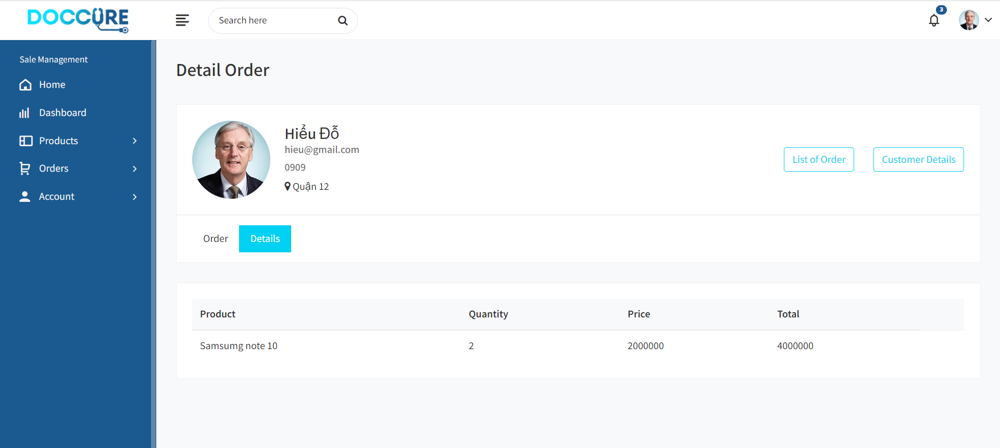 DOCCURE
Search here
3
Sale Management
Home
Dashboard
Products
Orders
Account
Detail Order
Hiểu Đỗ
hieu@gmail.com
0909
Quận 12
List of Order
Customer Details
Order
Details
Product Quantity Price Total
Samsumg note 10 2 2000000 4000000